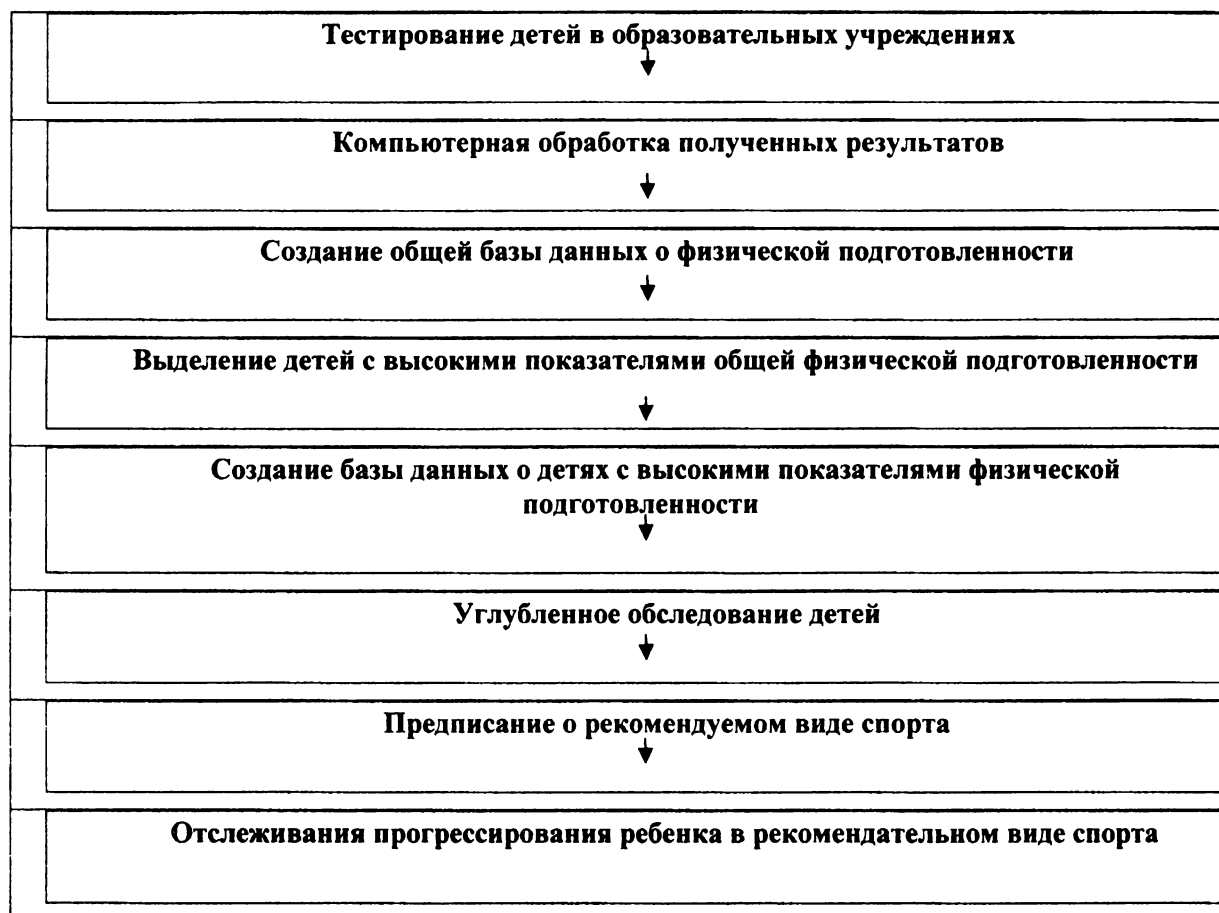 Тестирование детей в образовательных учреждениях
Компьютерная обработка полученных результатов
Создание общей базы данных о физической подготовленности
Выделение детей с высокими показателями общей физической подготовленности
Создание базы данных о детях с высокими показателями физической
подготовленности
Углубленное обследование детей
Предписание о рекомендуемом виде спорта
Отслеживания прогрессирования ребенка в рекомендательном виде спорта